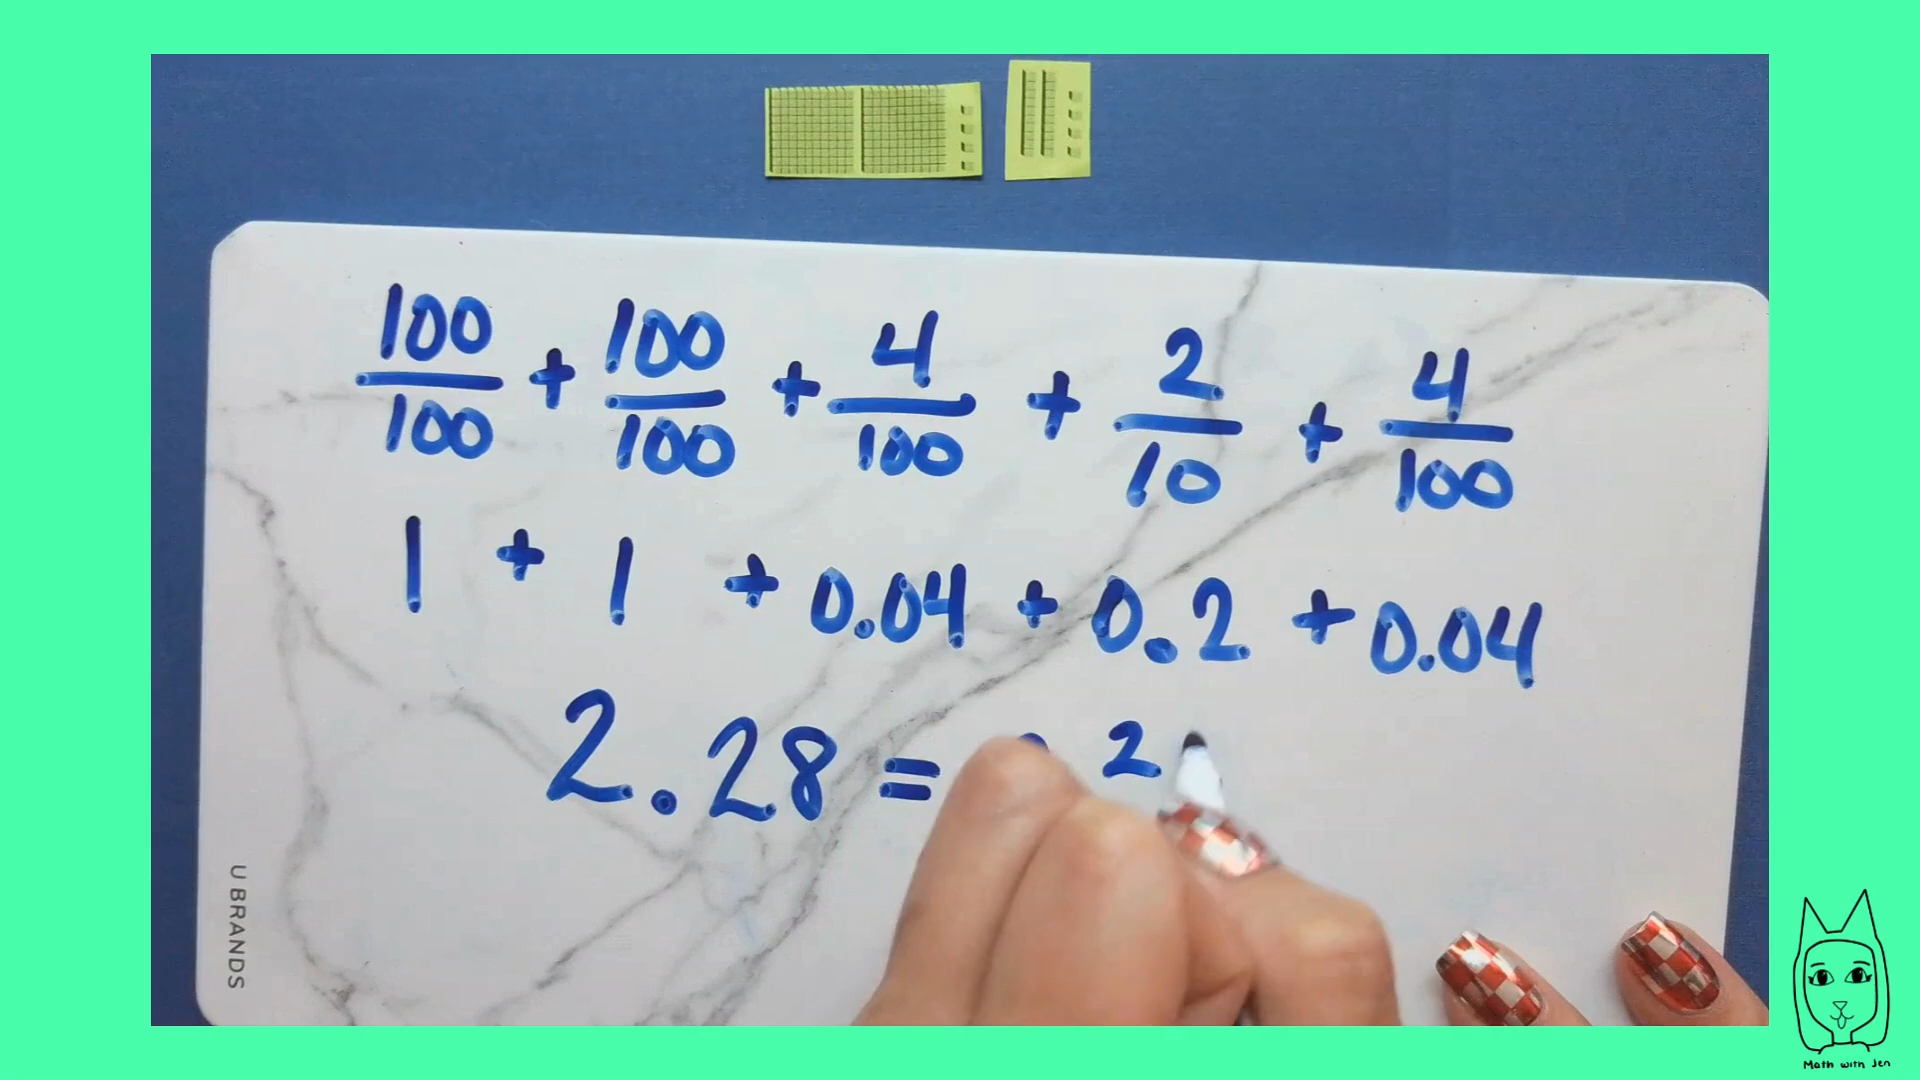 100/100 + 100/100 + 4/100 + 2/10 + 4/100
1 + 1 + 0.04 + 0.2 + 0.04
2.28 = 2
U BRANDS
Math with Jen